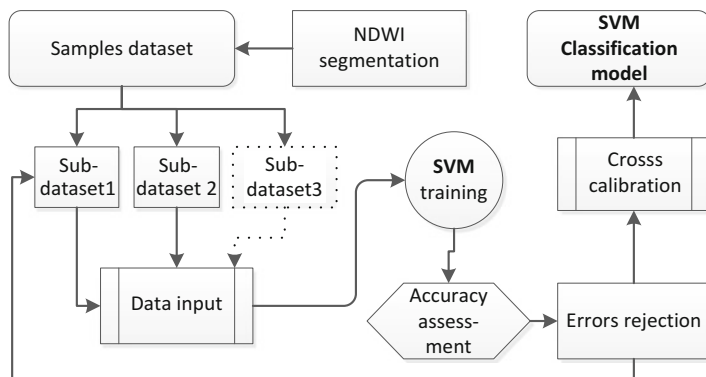 Samples dataset
NDWI
segmentation
SVM
Classification
model
Sub-
dataset1
Sub-
dataset 2
Sub-
dataset3
SVM
training
Crosss
calibration
Data input
Accuracy
assess-
ment
Errors rejection